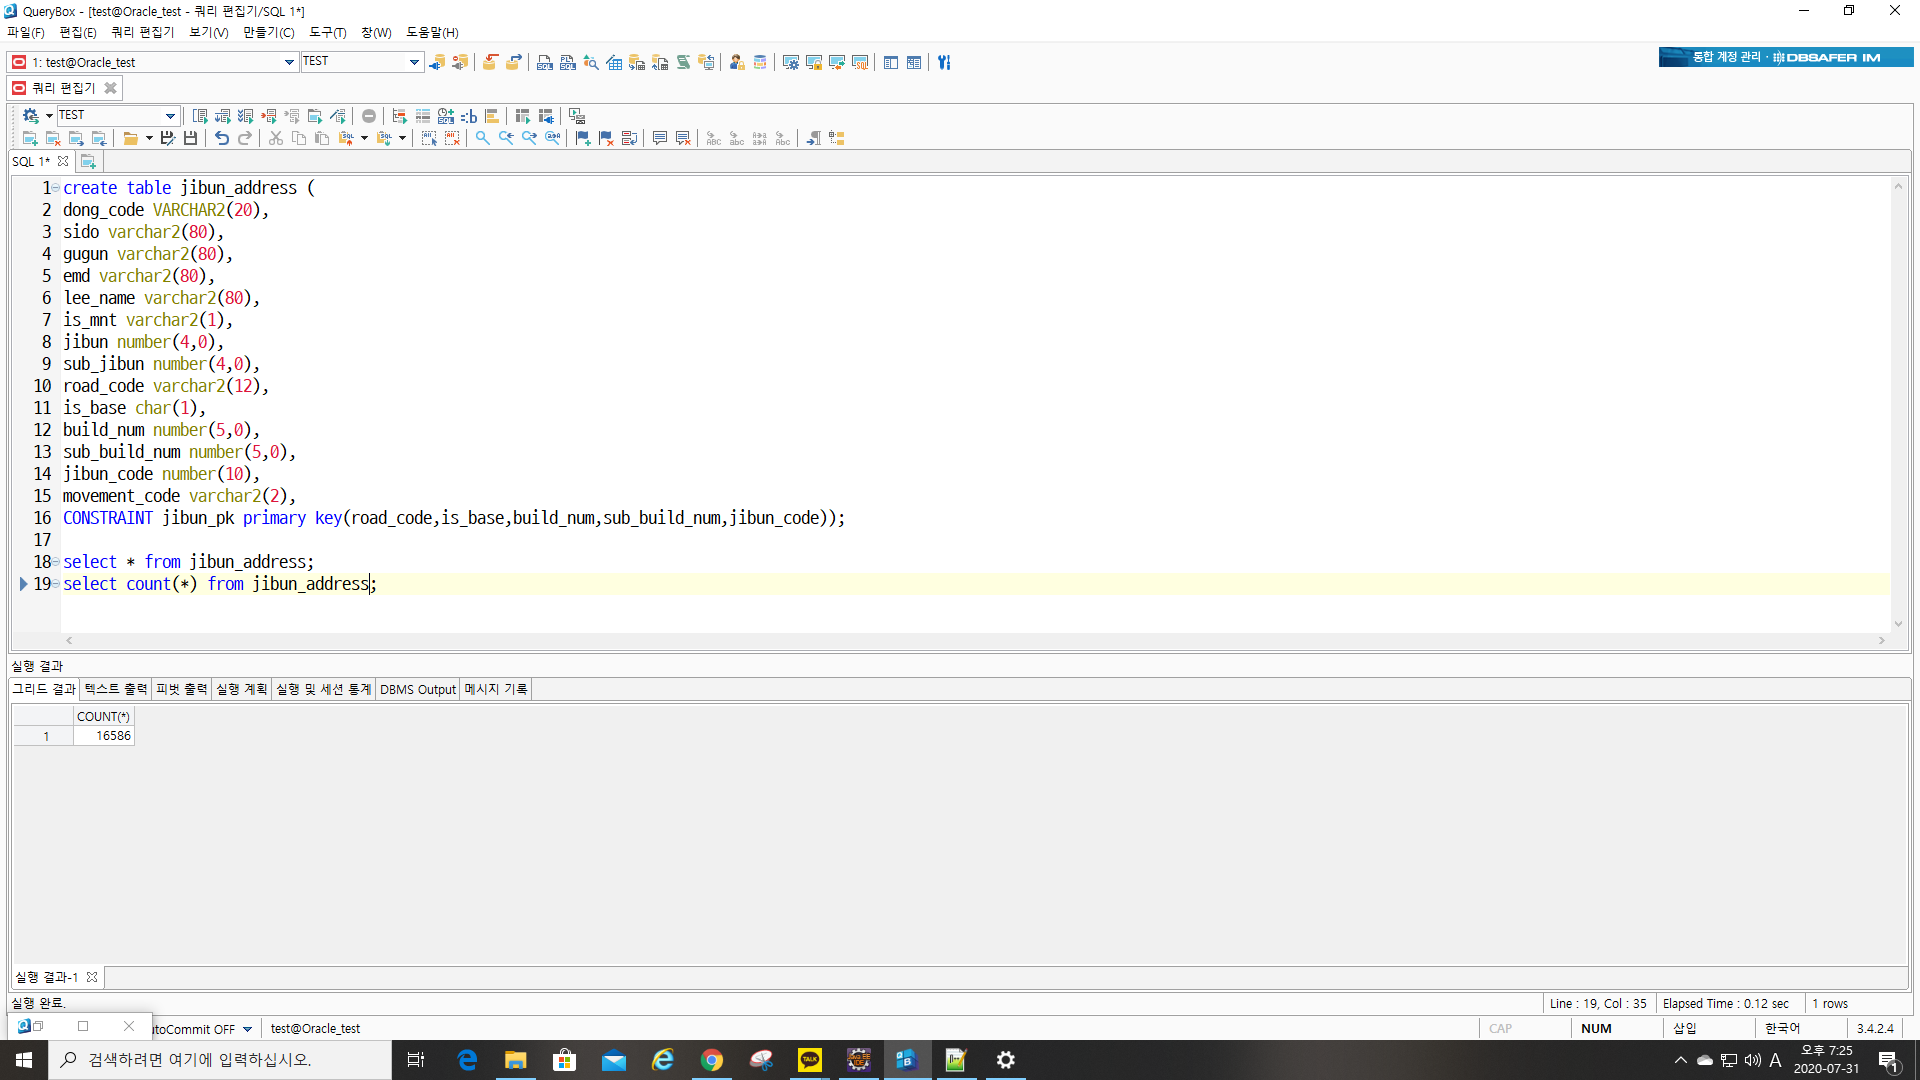 QueryBox - [test@Oracle_test - 쿼리 편집기/SQL 1*]
파일(F) 편집(E) 쿼리 편집기 보기(V) 만들기(C) 도구(T) 창(W) 도움말(H)
1: test@Oracle_test TEST 통합 계정 관리 · DBSAFER IM
쿼리 편집기
TEST
SQL 1*
1 create table jibun_address (
2 dong_code VARCHAR2(20),
3 sido varchar2(80),
4 gugun varchar2(80),
5 emd varchar2(80),
6 lee_name varchar2(80),
7 is_mnt varchar2(1),
8 jibun number(4,0),
9 sub_jibun number(4,0),
10 road_code varchar2(12),
11 is_base char(1),
12 build_num number(5,0),
13 sub_build_num number(5,0),
14 jibun_code number(10),
15 movement_code varchar2(2),
16 CONSTRAINT jibun_pk primary key(road_code,is_base,build_num,sub_build_num,jibun_code));
17
18 select * from jibun_address;
19 select count(*) from jibun_address;
실행 결과
그리드 결과 텍스트 출력 피벗 출력 실행 계획 실행 및 세션 통계 DBMS Output 메시지 기록
COUNT(*)
1 16586
실행 결과-1
실행 완료. Line : 19, Col : 35 Elapsed Time : 0.12 sec 1 rows
utoCommit OFF test@Oracle_test CAP NUM 삽입 한국어 3.4.2.4
검색하려면 여기에 입력하십시오. TALK A 오후 7:25
2020-07-31 1